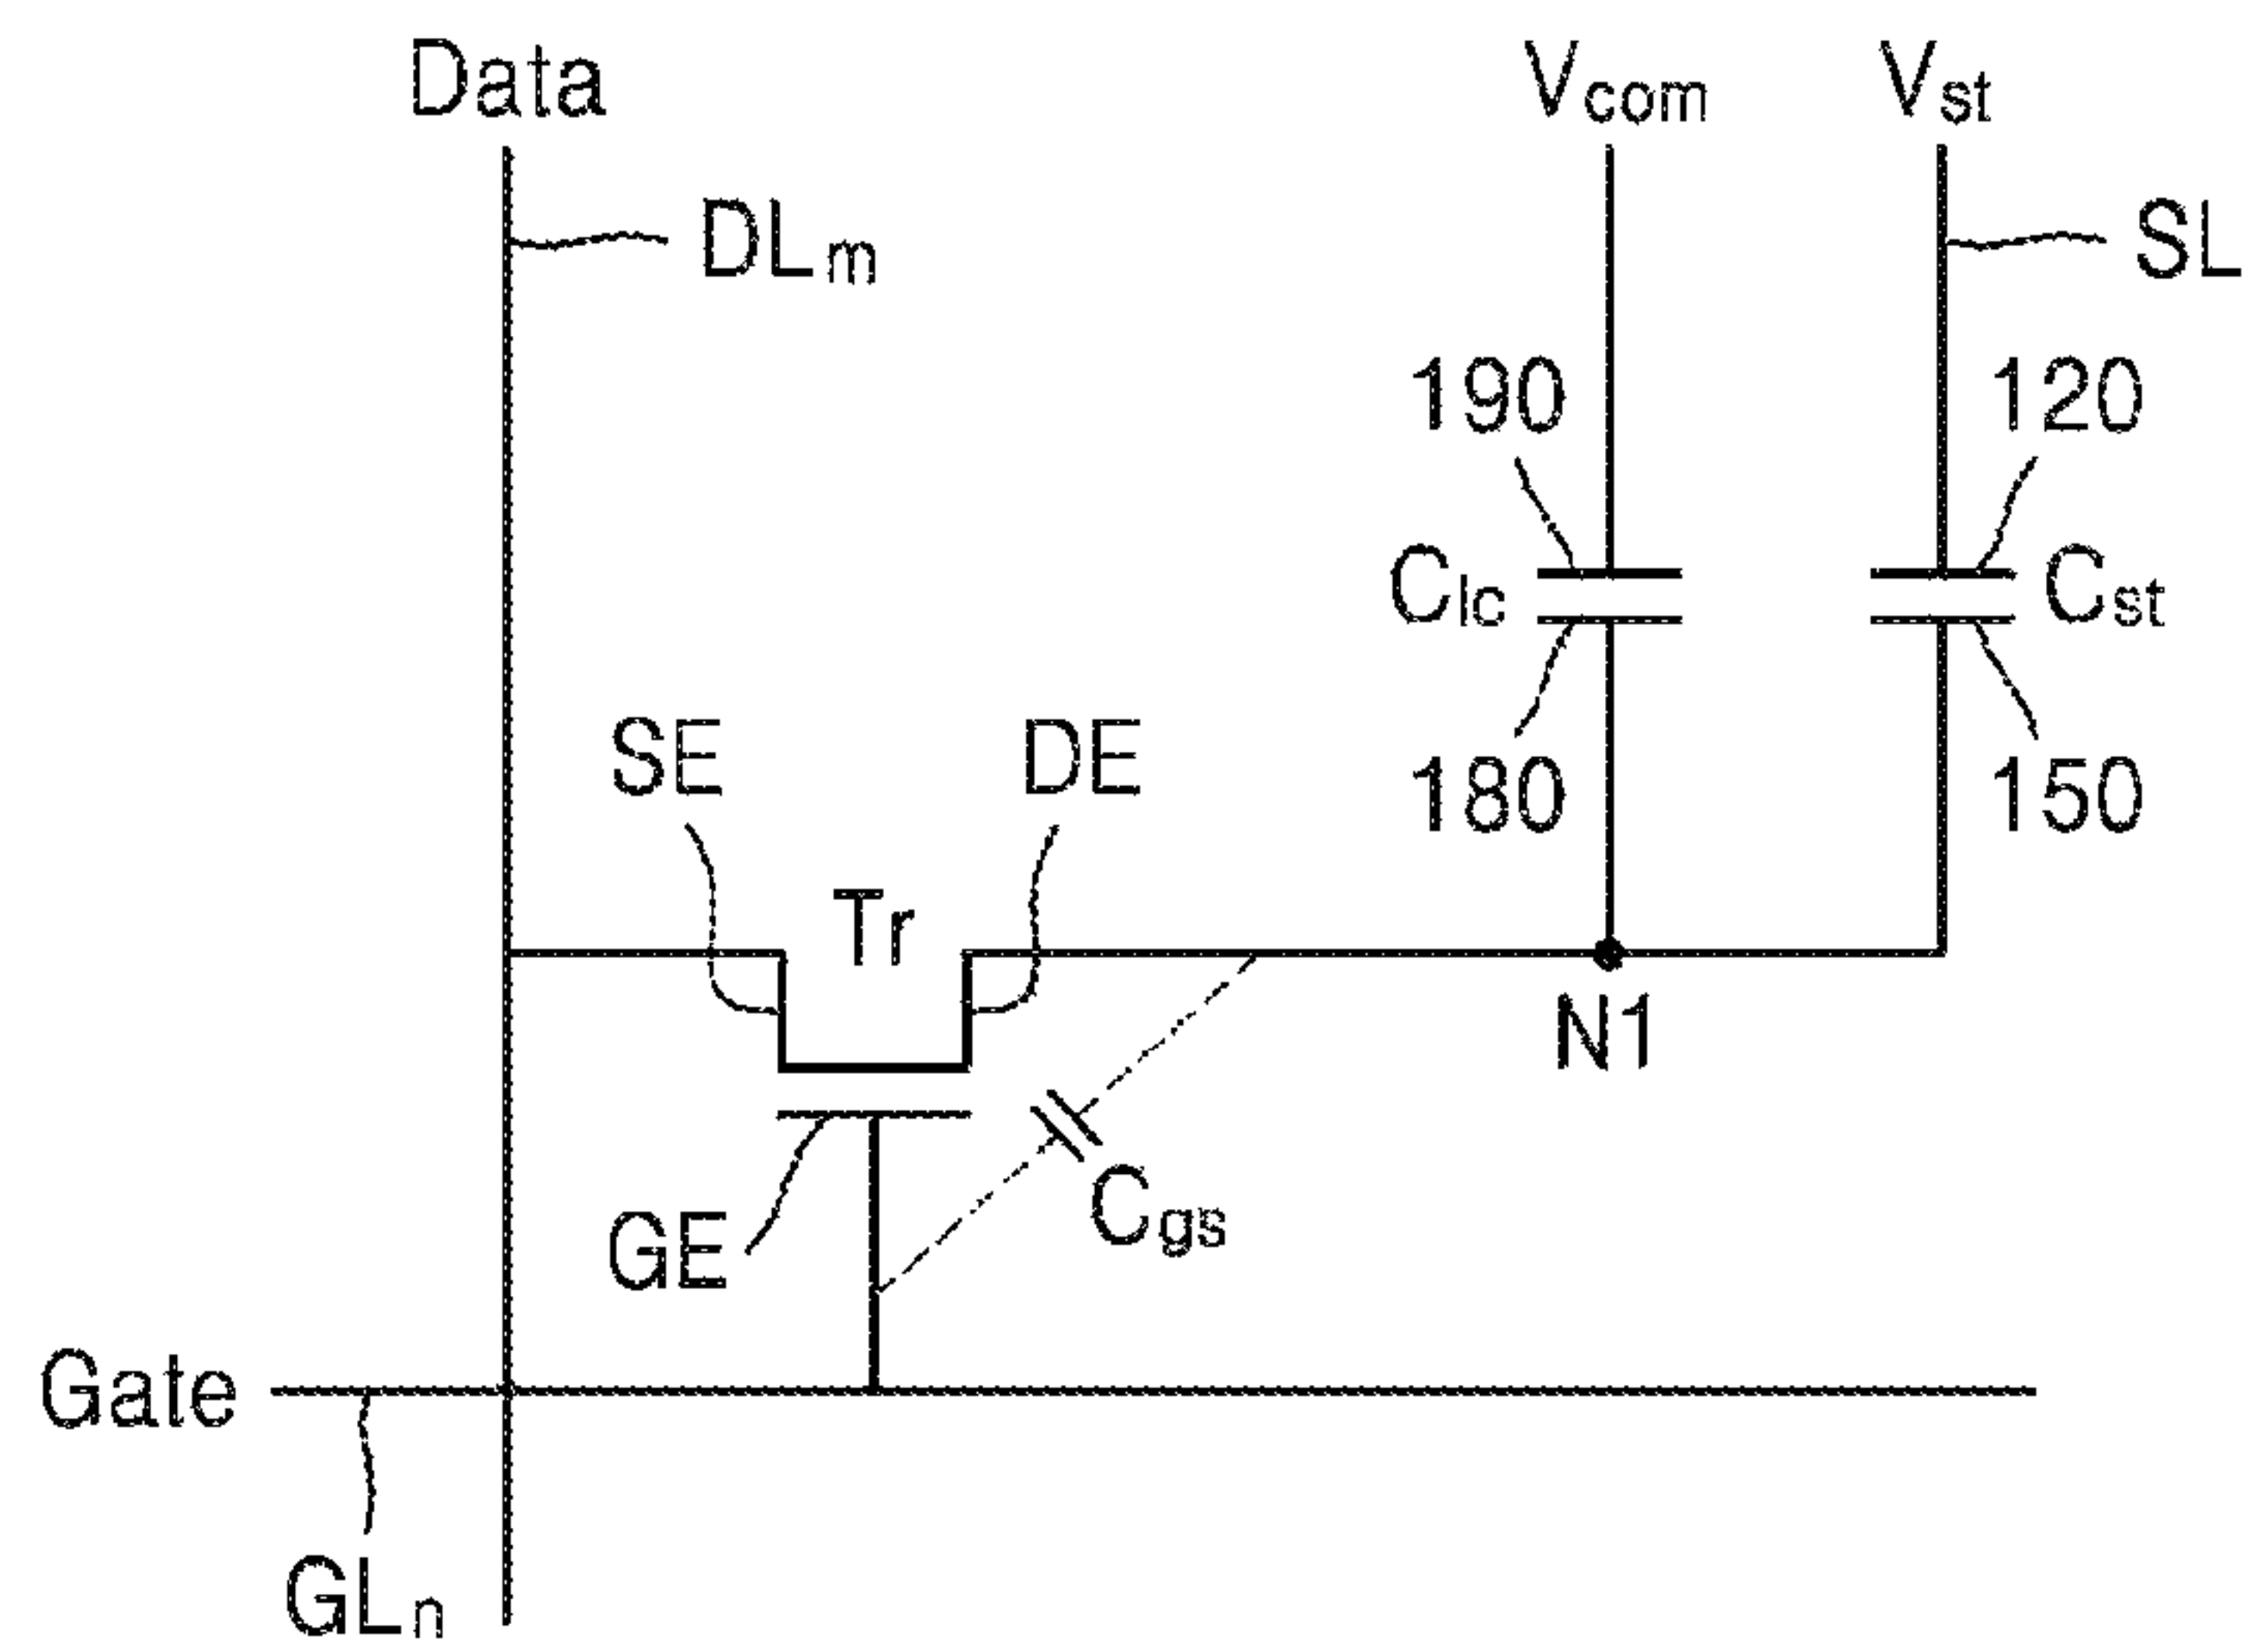 Data
Vcom
Vst
DLm
SL
190
120
Clc
Cst
SE
DE
180
150
Tr
N1
Cgs
GE
Gate
GLn